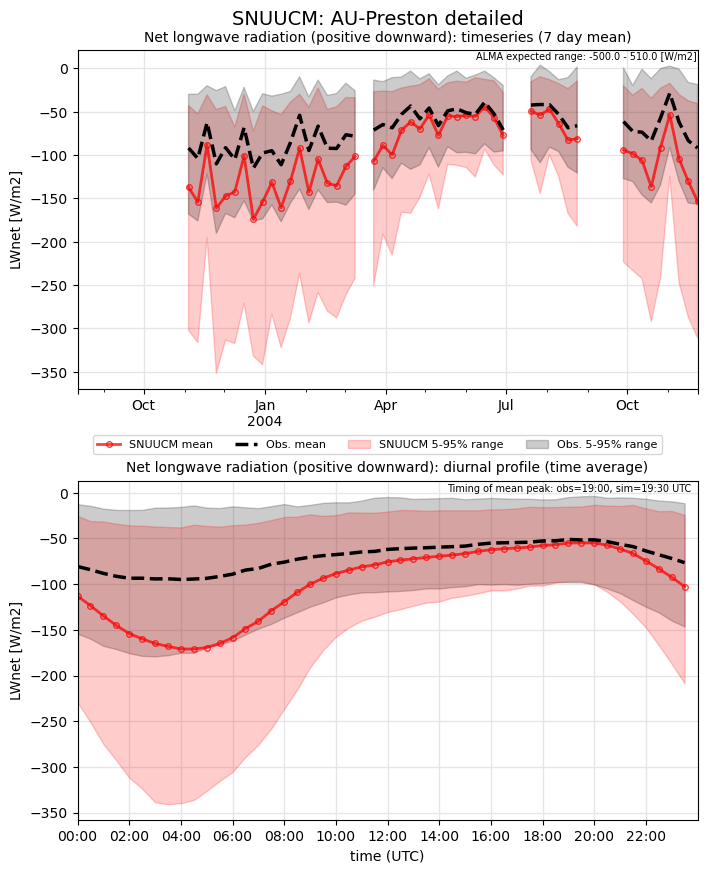 SNUUCM: AU-Preston detailed
Net longwave radiation (positive downward): timeseries (7 day mean)
ALMA expected range: -500.0 - 510.0 [W/m2]
0
−50
−100
−150
−200
−250
−300
−350
LWnet [W/m2]
Oct
Jan
2004
Apr
Jul
Oct
SNUUCM mean
Obs. mean
SNUUCM 5-95% range
Obs. 5-95% range
Net longwave radiation (positive downward): diurnal profile (time average)
Timing of mean peak: obs=19:00, sim=19:30 UTC
0
−50
−100
−150
−200
−250
−300
−350
LWnet [W/m2]
00:00
02:00
04:00
06:00
08:00
10:00
12:00
14:00
16:00
18:00
20:00
22:00
time (UTC)